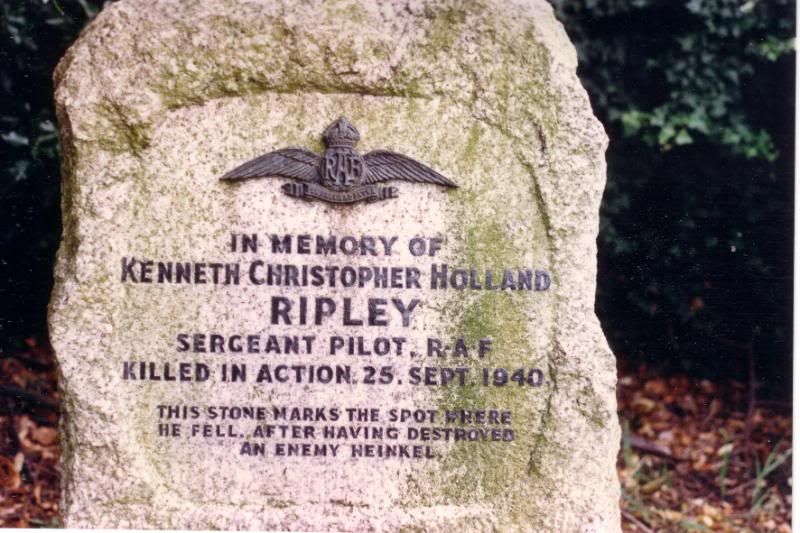 RAF
IN MEMORY OF
KENNETH CHRISTOPHER HOLLAND
RIPLEY
SERGEANT PILOT. R·A·F
KILLED IN ACTION. 25. SEPT. 1940.
THIS STONE MARKS THE SPOT WHERE
HE FELL. AFTER HAVING DESTROYED
AN ENEMY HEINKEL.